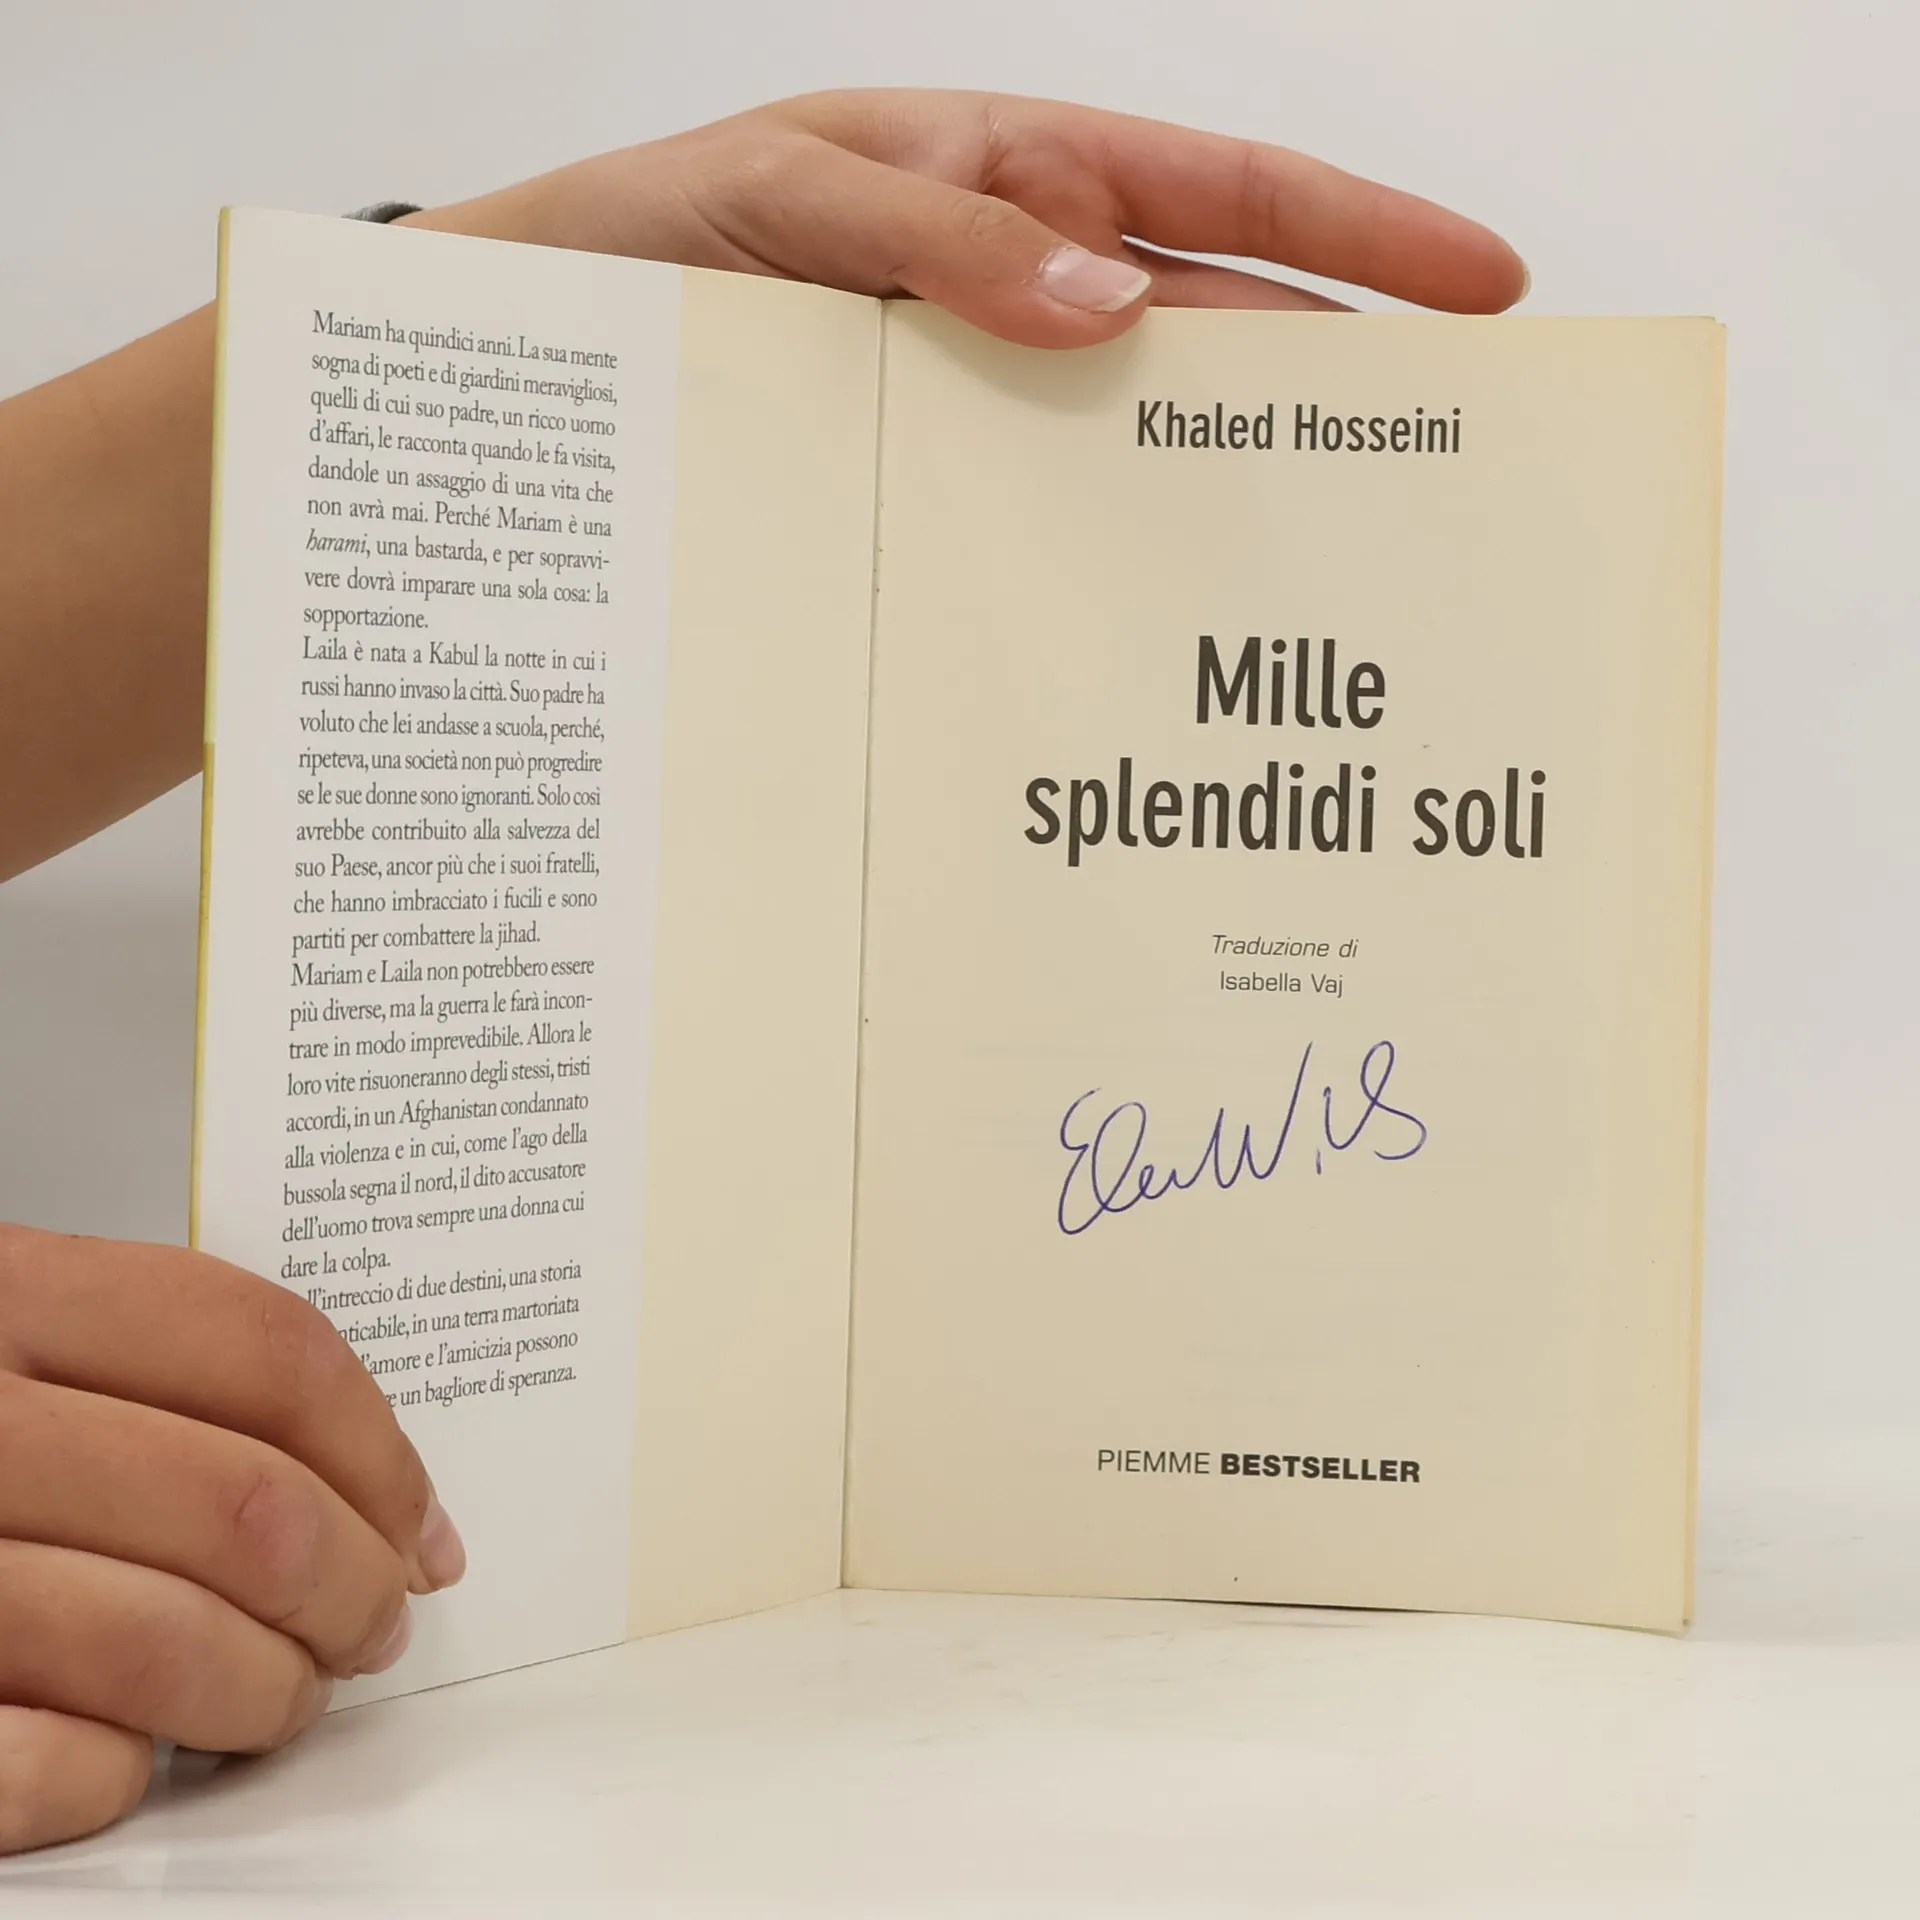 Mariam ha quindici anni. La sua mente
sogna di poeti e di giardini meravigliosi,
quelli di cui suo padre, un ricco uomo
d'affari, le racconta quando le fa visita,
dandole un assaggio di una vita che
non avrà mai. Perché Mariam è una
harami, una bastarda, e per sopravvi-
vere dovrà imparare una sola cosa: la
sopportazione.
Laila è nata a Kabul la notte in cui i
russi hanno invaso la città. Suo padre ha
voluto che lei andasse a scuola, perché,
ripeteva, una società non può progredire
se le sue donne sono ignoranti. Solo così
avrebbe contribuito alla salvezza del
suo Paese, ancor più che i suoi fratelli,
che hanno imbracciato i fucili e sono
partiti per combattere la jihad.
Mariam e Laila non potrebbero essere
più diverse, ma la guerra le farà incon-
trare in modo imprevedibile. Allora le
loro vite risuoneranno degli stessi, tristi
accordi, in un Afghanistan condannato
alla violenza e in cui, come l'ago della
bussola segna il nord, il dito accusatore
dell'uomo trova sempre una donna cui
dare la colpa.
ll'intreccio di due destini, una storia
nticabile, in una terra martoriata
l'amore e l'amicizia possono
re un bagliore di speranza.
Khaled Hosseini
Mille
splendidi soli
Traduzione di
Isabella Vaj
PIEMME BESTSELLER